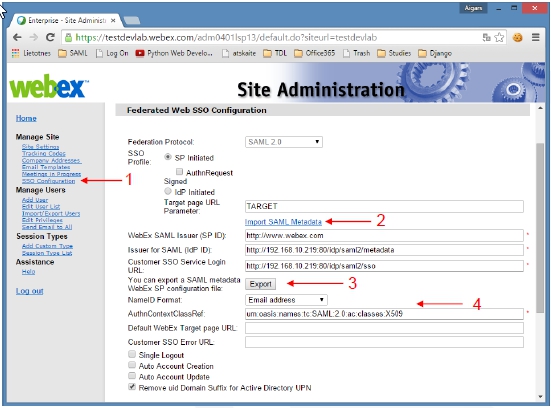 Aigars
Enterprise - Site Administr
https://testdevlab.webex.com/adm0401lsp13/default.do?siteurl=testdevlab
Lietotnes SAML Log On Python Web Develo... atskaite TDL Office365 Trash Studies Django
webex
Site Administration
Home
Manage Site
Site Settings
Tracking Codes
Company Addresses
Email Templates
Meetings in Progress
SSO Configuration
1
Manage Users
Add User
Edit User List
Import/Export Users
Edit Privileges
Send Email to All
Session Types
Add Custom Type
Session Type List
Assistance
Help
Log out
Federated Web SSO Configuration
Federation Protocol: SAML 2.0
SSO Profile: SP Initiated
AuthnRequest Signed
IdP Initiated
Target page URL Parameter: TARGET
Import SAML Metadata 2
WebEx SAML Issuer (SP ID): http://www.webex.com *
Issuer for SAML (IdP ID): http://192.168.10.219:80/idp/saml2/metadata *
Customer SSO Service Login URL: http://192.168.10.219:80/idp/saml2/sso *
You can export a SAML metadata WebEx SP configuration file: Export 3
NameID Format: Email address 4
AuthnContextClassRef: urn:oasis:names:tc:SAML:2.0:ac:classes:X509 *
Default WebEx Target page URL:
Customer SSO Error URL:
Single Logout
Auto Account Creation
Auto Account Update
Remove uid Domain Suffix for Active Directory UPN